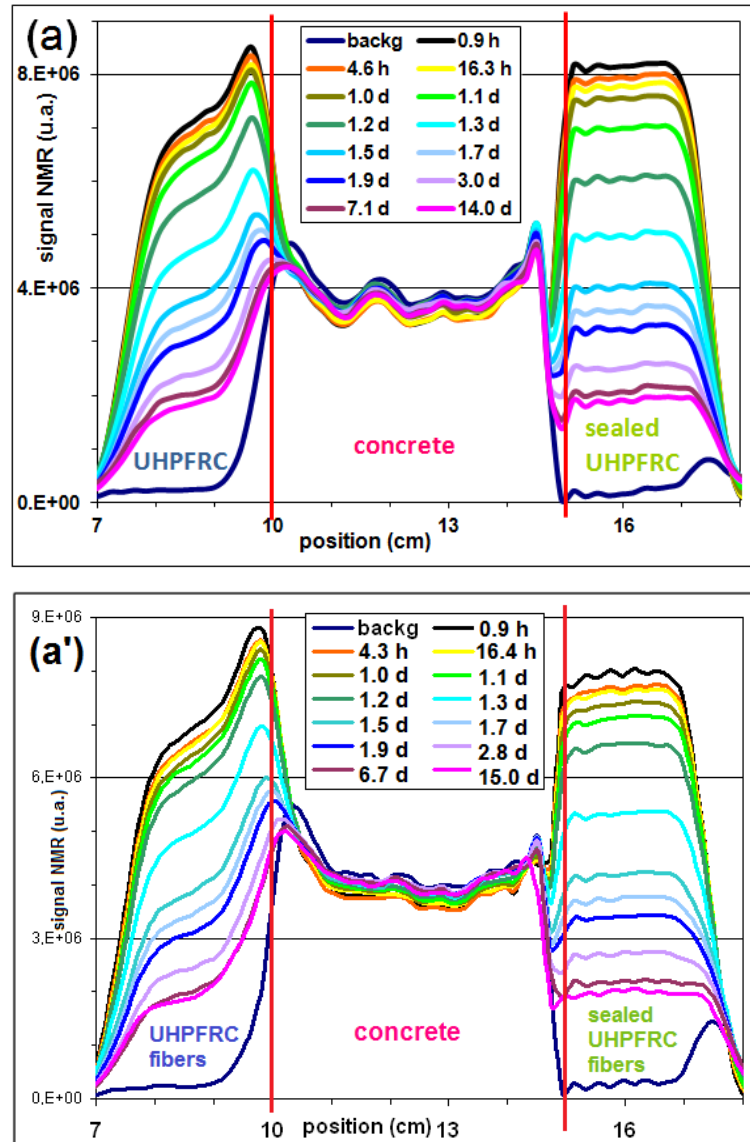 (a)
backg 0.9 h
4.6 h 16.3 h
1.0 d 1.1 d
1.2 d 1.3 d
1.5 d 1.7 d
1.9 d 3.0 d
7.1 d 14.0 d
8.E+06
4.E+06
0.E+00
signal NMR (u.a.)
UHPFRC
concrete
sealed
UHPFRC
7 10 13 16
position (cm)
(a')
backg 0.9 h
4.3 h 16.4 h
1.0 d 1.1 d
1.2 d 1.3 d
1.5 d 1.7 d
1.9 d 2.8 d
6.7 d 15.0 d
9.E+06
6.E+06
3.E+06
0,E+00
signal NMR (u.a.)
UHPFRC
fibers
concrete
sealed
UHPFRC
fibers
7 10 13 16
position (cm)